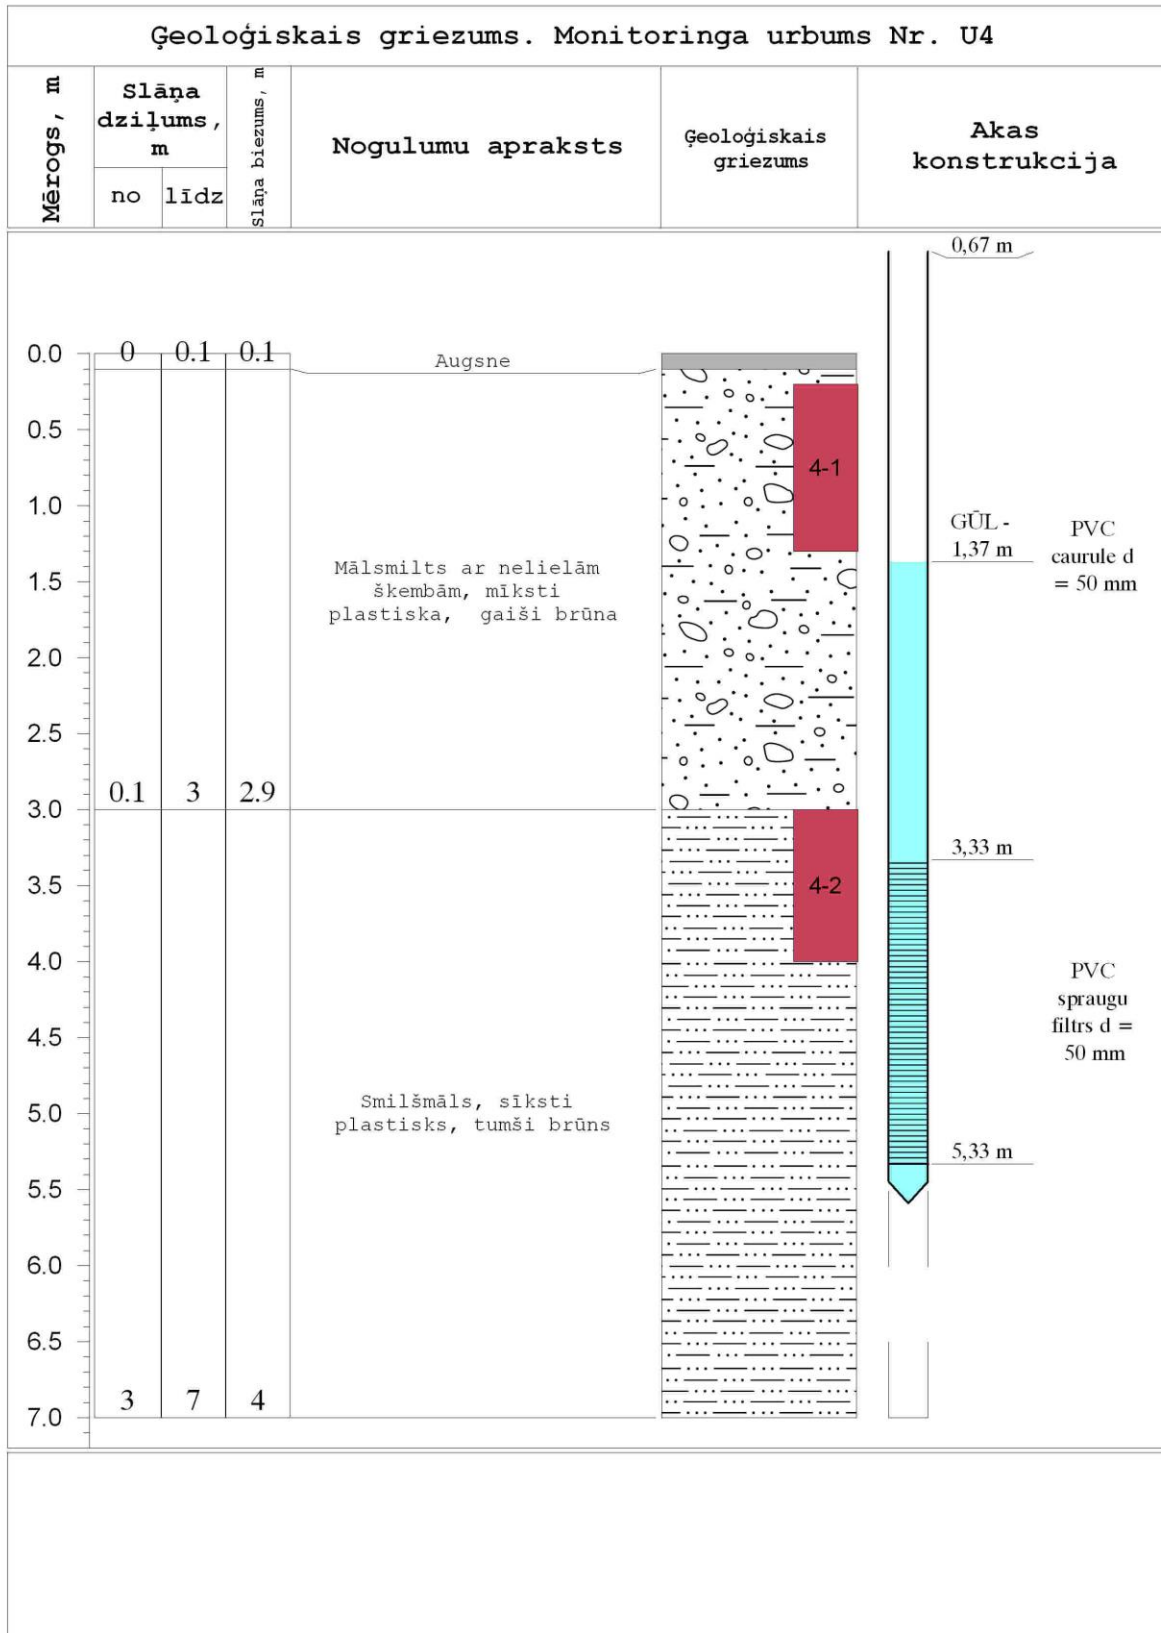 Ģeoloģiskais griezums. Monitoringa urbums Nr. U4
Mērogs, m
Slāņa
dziļums,
m
no
līdz
Slāņa biezums, m
Nogulumu apraksts
Ģeoloģiskais
griezums
Akas
konstrukcija
0,67 m
0.0
0
0.1
0.1
Augsne
0.5
4-1
1.0
GŪL -
1,37 m
PVC
caurule d
= 50 mm
1.5
Mālsmilts ar nelielām
škembām, mīksti
plastiska, gaiši brūna
2.0
2.5
0.1
3
2.9
3.0
3,33 m
3.5
4-2
4.0
PVC
spraugu
filtrs d =
50 mm
4.5
5.0
Smilšmāls, sīksti
plastisks, tumši brūns
5,33 m
5.5
6.0
6.5
3
7
4
7.0